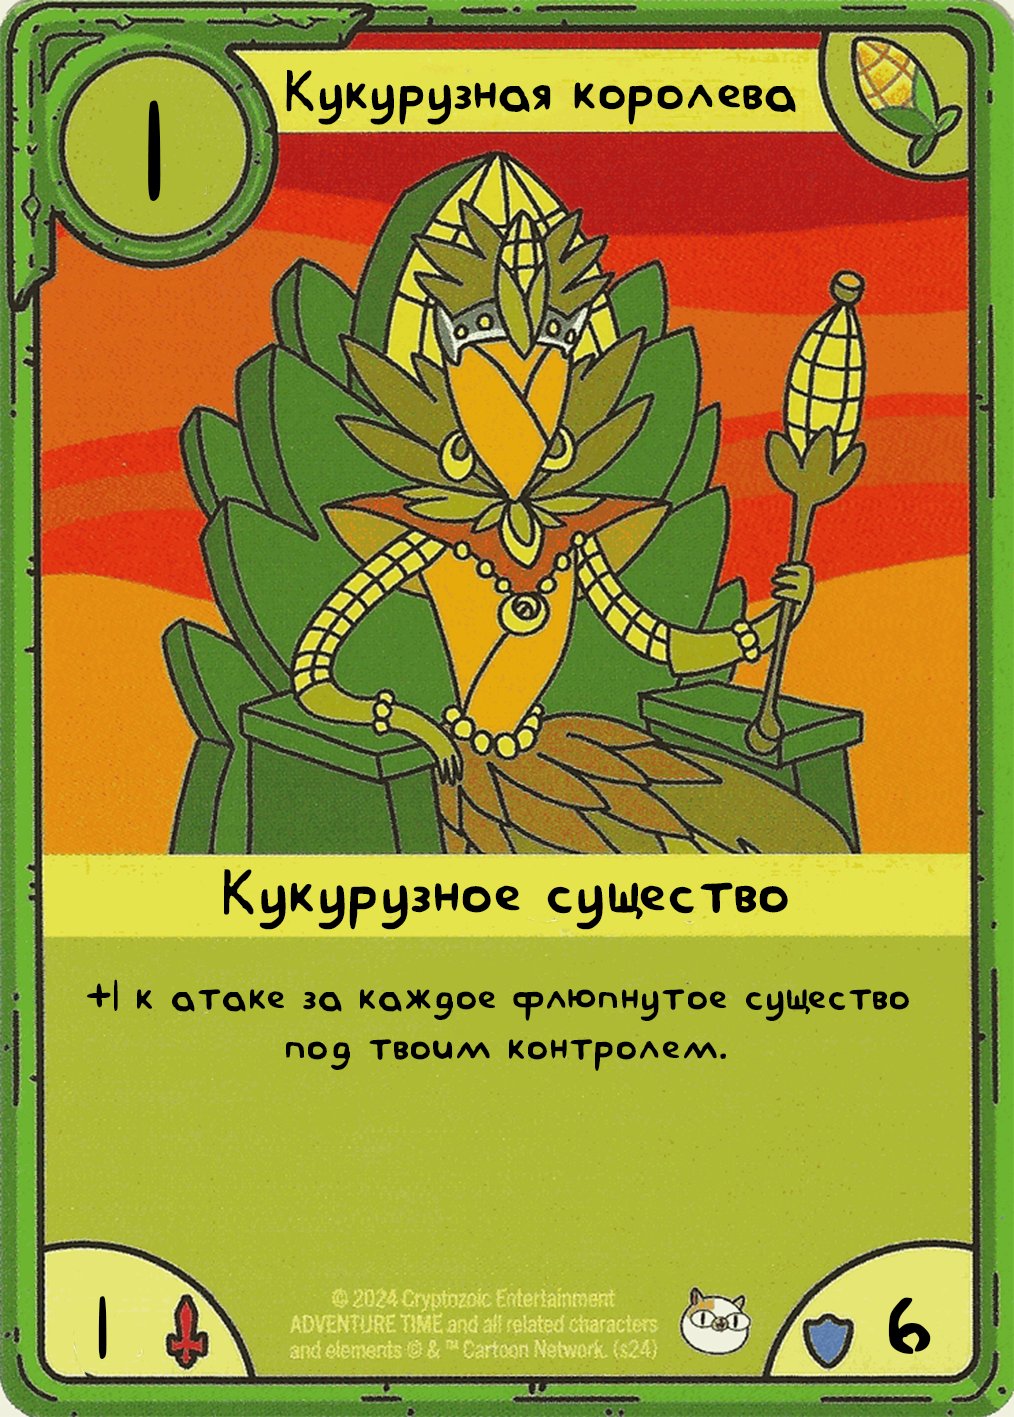 1
Кукурузная королева
Кукурузное существо
+1 к атаке за каждое флюпнутое существо
под твоим контролем.
© 2024 Cryptozoic Entertainment
ADVENTURE TIME and all related characters
and elements © & ™ Cartoon Network. (s24)
1
6